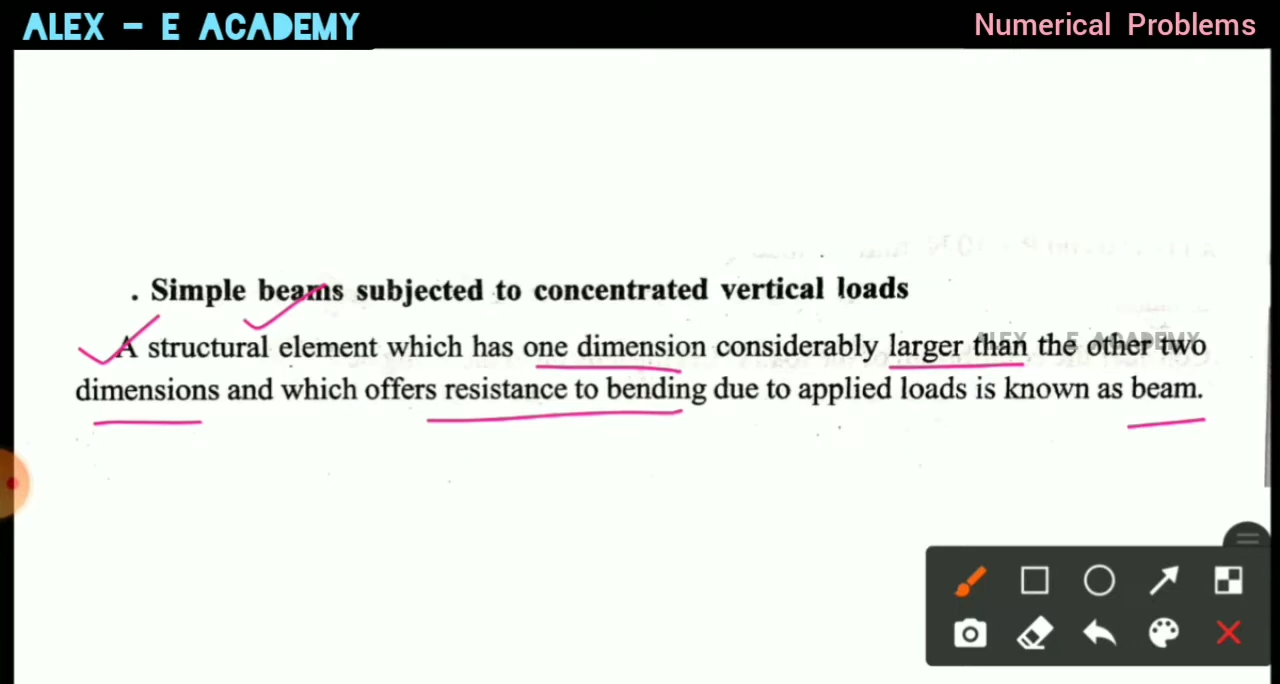 ALEX – E ACADEMY
Numerical Problems
. Simple beams subjected to concentrated vertical loads
ALEX E ACADEMY
A structural element which has one dimension considerably larger than the other two
dimensions and which offers resistance to bending due to applied loads is known as beam.